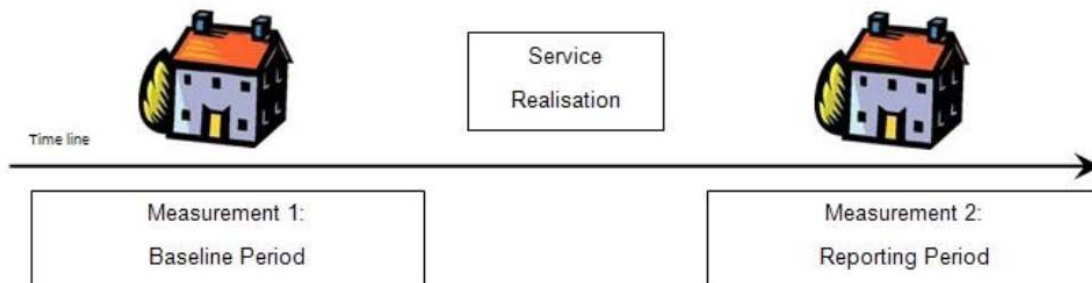 Service
Realisation
Time line
Measurement 1:
Baseline Period
Measurement 2:
Reporting Period